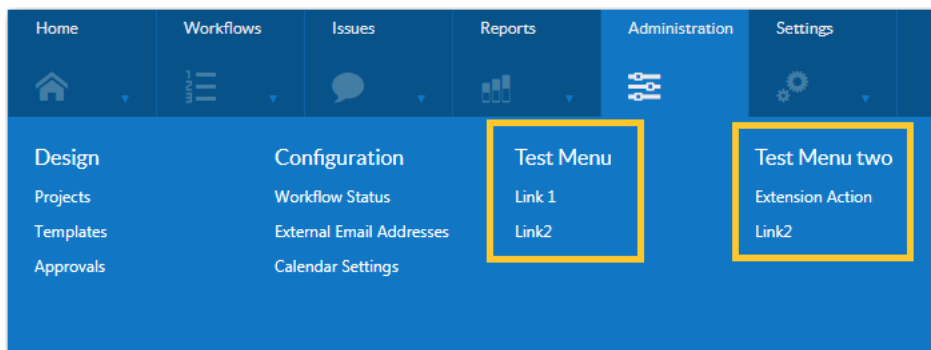 Home Workflows Issues Reports Administration Settings
Design Configuration Test Menu Test Menu two
Projects Workflow Status Link 1 Extension Action
Templates External Email Addresses Link2 Link2
Approvals Calendar Settings